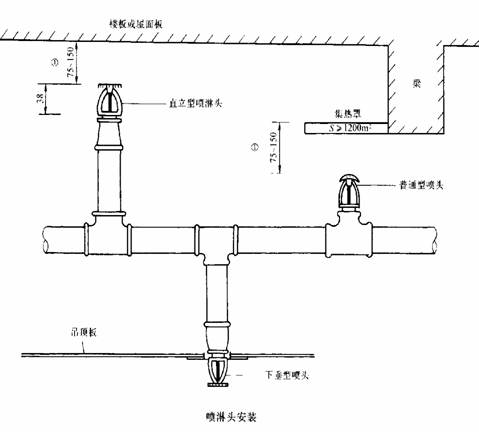 楼板或屋面板
①
75~150
38
直立型喷淋头
梁
集热罩
S≥1200m²
①
75~150
普通型喷头
吊顶板
下垂型喷头
喷淋头安装